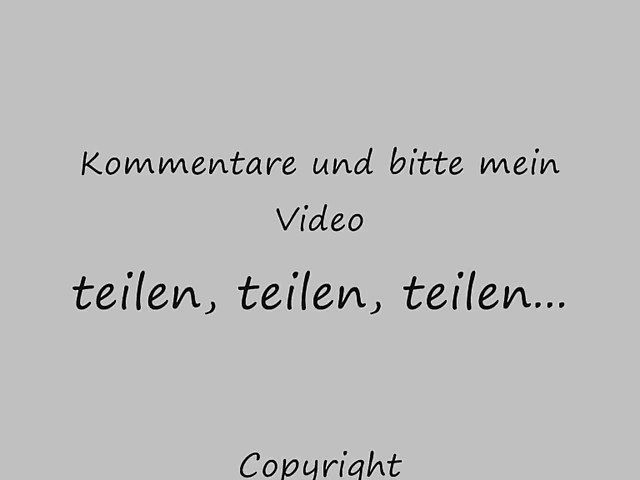 Kommentare und bitte mein
Video
teilen, teilen, teilen...
Copyright